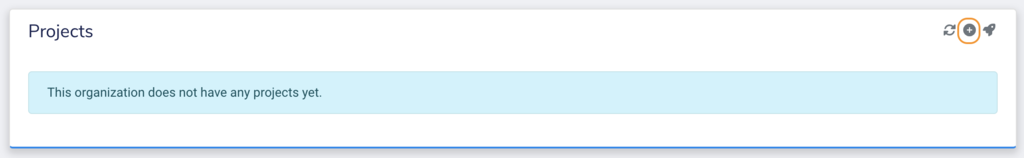 Projects
This organization does not have any projects yet.